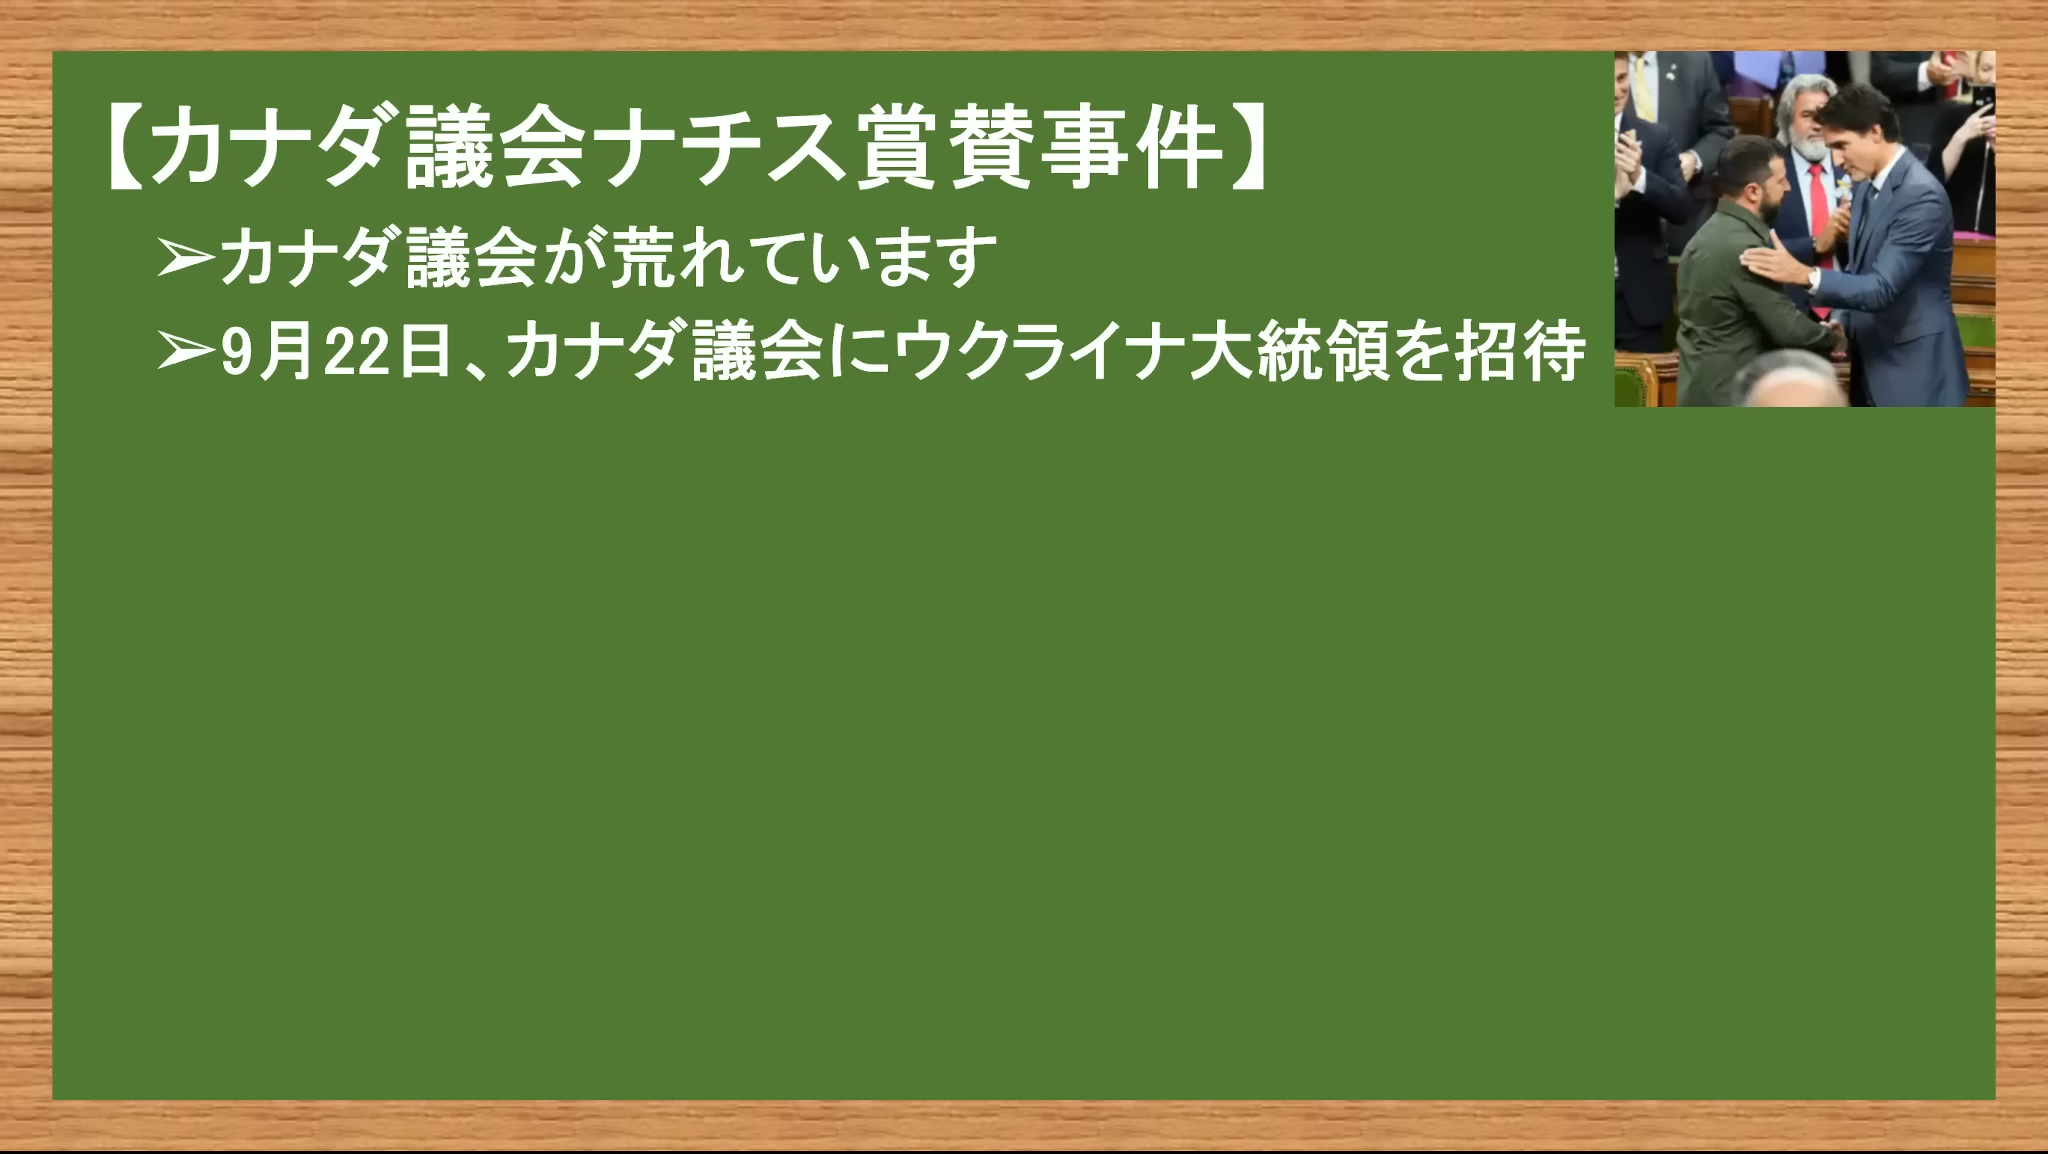 【カナダ議会ナチス賞賛事件】
➢カナダ議会が荒れています
➢9月22日、カナダ議会にウクライナ大統領を招待